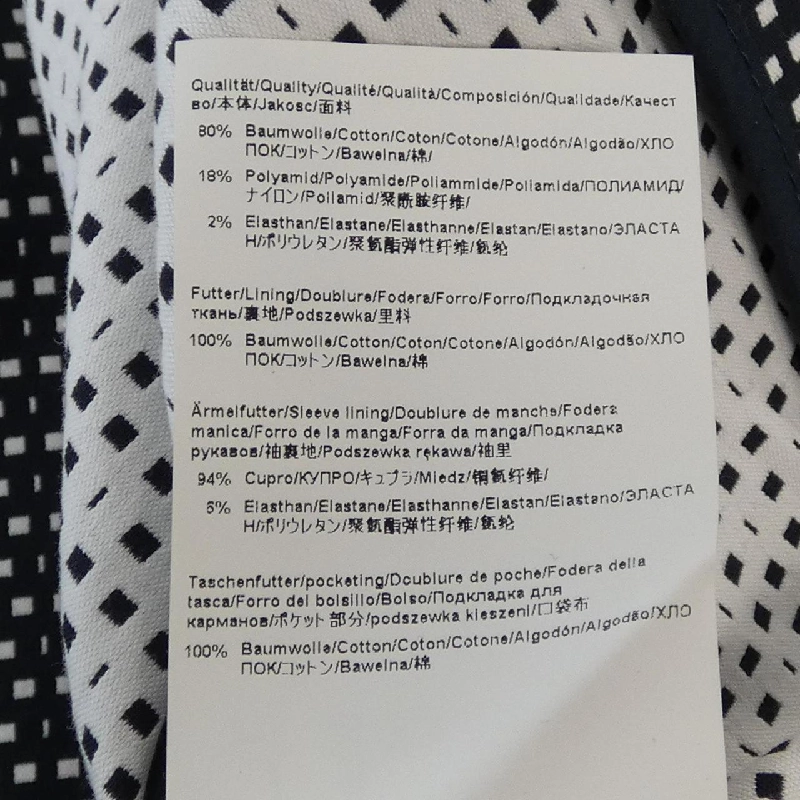 Qualität/Quality/Qualité/Qualità/Composición/Qualidade/Качест
во/本体/Jakosc/面料
80% Baumwolle/Cotton/Coton/Cotone/Algodón/Algodão/ХЛО
ПОК/コットン/Bawelna/棉/
18% Polyamid/Polyamide/Poliammide/Poliamida/ПОЛИАМИД/
ナイロン/Poliamid/聚酰胺纤维/
2% Elasthan/Elastane/Elasthanne/Elastan/Elastano/ЭЛАСТА
Н/ポリウレタン/聚氨酯弹性纤维/氨纶
Futter/Lining/Doublure/Fodera/Forro/Forro/Подкладочная
ткань/裏地/Podszewka/里料
100% Baumwolle/Cotton/Coton/Cotone/Algodón/Algodão/ХЛО
ПОК/コットン/Bawelna/棉
Ärmelfutter/Sleeve lining/Doublure de manche/Fodera
manica/Forro de la manga/Forra da manga/Подкладка
рукавов/袖裏地/Podszewka rękawa/袖里
94% Cupro/КУПРО/キュプラ/Miedz/铜氨纤维/
6% Elasthan/Elastane/Elasthanne/Elastan/Elastano/ЭЛАСТА
Н/ポリウレタン/聚氨酯弹性纤维/氨纶
Taschenfutter/pocketing/Doublure de poche/Fodera della
tasca/Forro del bolsillo/Bolso/Подкладка для
карманов/ポケット部分/podszewka kieszeni/口袋布
100% Baumwolle/Cotton/Coton/Cotone/Algodón/Algodão/ХЛО
ПОК/コットン/Bawelna/棉